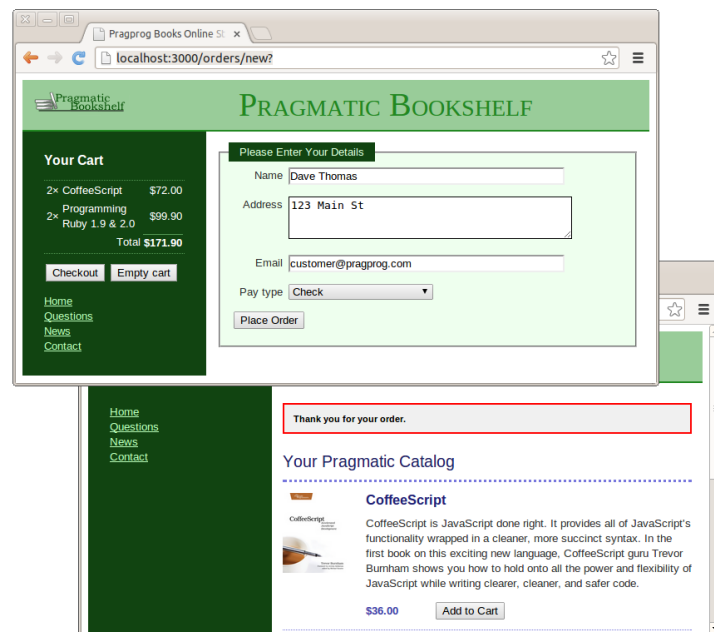 Pragprog Books Online St
localhost:3000/orders/new?
Pragmatic
Bookshelf
PRAGMATIC BOOKSHELF
Your Cart
2× CoffeeScript $72.00
2× Programming
Ruby 1.9 & 2.0 $99.90
Total $171.90
Checkout Empty cart
Home
Questions
News
Contact
Please Enter Your Details
Name Dave Thomas
Address 123 Main St
Email customer@pragprog.com
Pay type Check
Place Order
Home
Questions
News
Contact
Thank you for your order.
Your Pragmatic Catalog
CoffeeScript
CoffeeScript
CoffeeScript is JavaScript done right. It provides all of JavaScript's
functionality wrapped in a cleaner, more succinct syntax. In the
first book on this exciting new language, CoffeeScript guru Trevor
Burnham shows you how to hold onto all the power and flexibility of
JavaScript while writing clearer, cleaner, and safer code.
$36.00 Add to Cart